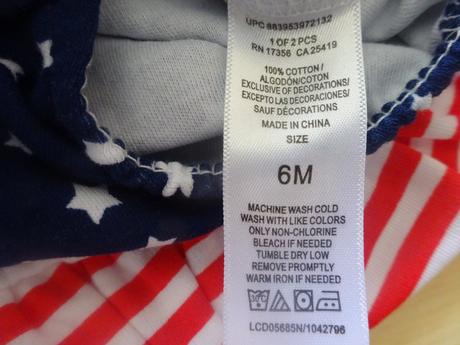 UPC 883953972132
1 OF 2 PCS
RN 17356 CA 25419
100% COTTON/
ALGODÓN/COTON
EXCLUSIVE OF DECORATIONS/
EXCEPTO LAS DECORACIONES/
SAUF DÉCORATIONS
MADE IN CHINA
SIZE
6M
MACHINE WASH COLD
WASH WITH LIKE COLORS
ONLY NON-CHLORINE
BLEACH IF NEEDED
TUMBLE DRY LOW
REMOVE PROMPTLY
WARM IRON IF NEEDED
LCD05685N/1042796